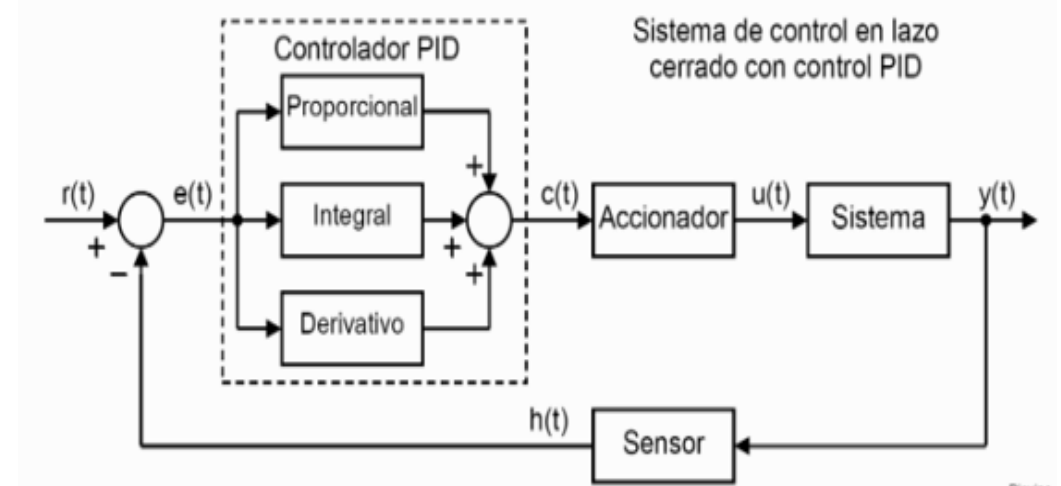 Sistema de control en lazo
cerrado con control PID
Controlador PID
Proporcional
+
r(t)
e(t)
Integral
c(t)
Accionador
u(t)
Sistema
y(t)
+
+
−
+
Derivativo
h(t)
Sensor